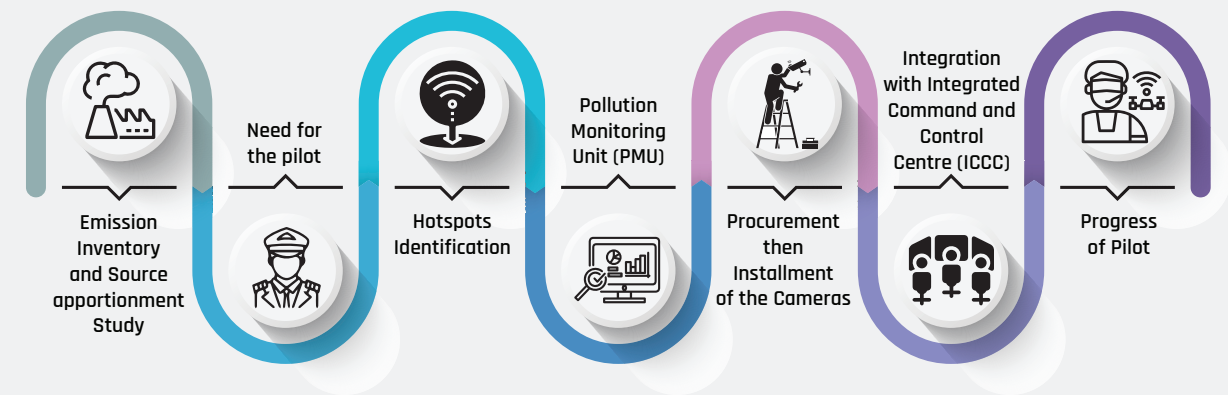 Emission
Inventory
and Source
apportionment
Study
Need for
the pilot
Hotspots
Identification
Pollution
Monitoring
Unit (PMU)
Procurement
then
Installment
of the Cameras
Integration
with Integrated
Command and
Control
Centre (ICCC)
Progress
of Pilot